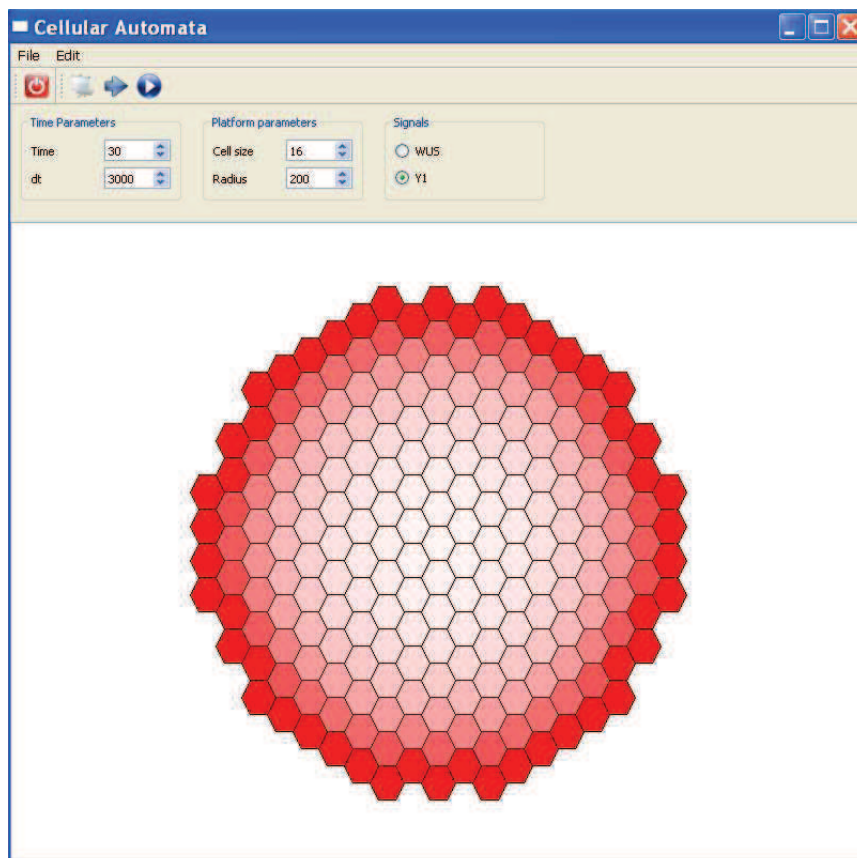 Cellular Automata
File Edit
Time Parameters
Time 30
dt 3000
Platform parameters
Cell size 16
Radius 200
Signals
WUS
Y1